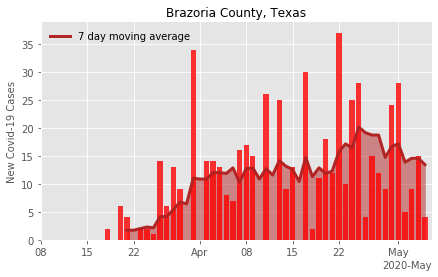 Brazoria County, Texas
7 day moving average
New Covid-19 Cases
35
30
25
20
15
10
5
0
08
15
22
Apr
08
15
22
May
2020-May